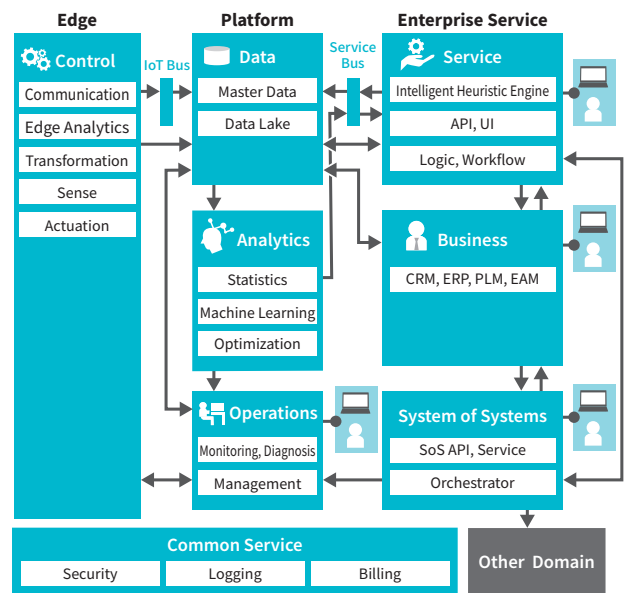 Edge
Platform
Enterprise Service
Control
Communication
Edge Analytics
Transformation
Sense
Actuation
IoT Bus
Data
Master Data
Data Lake
Service
Bus
Service
Intelligent Heuristic Engine
API, UI
Logic, Workflow
Analytics
Statistics
Machine Learning
Optimization
Business
CRM, ERP, PLM, EAM
Operations
Monitoring, Diagnosis
Management
System of Systems
SoS API, Service
Orchestrator
Common Service
Security
Logging
Billing
Other Domain